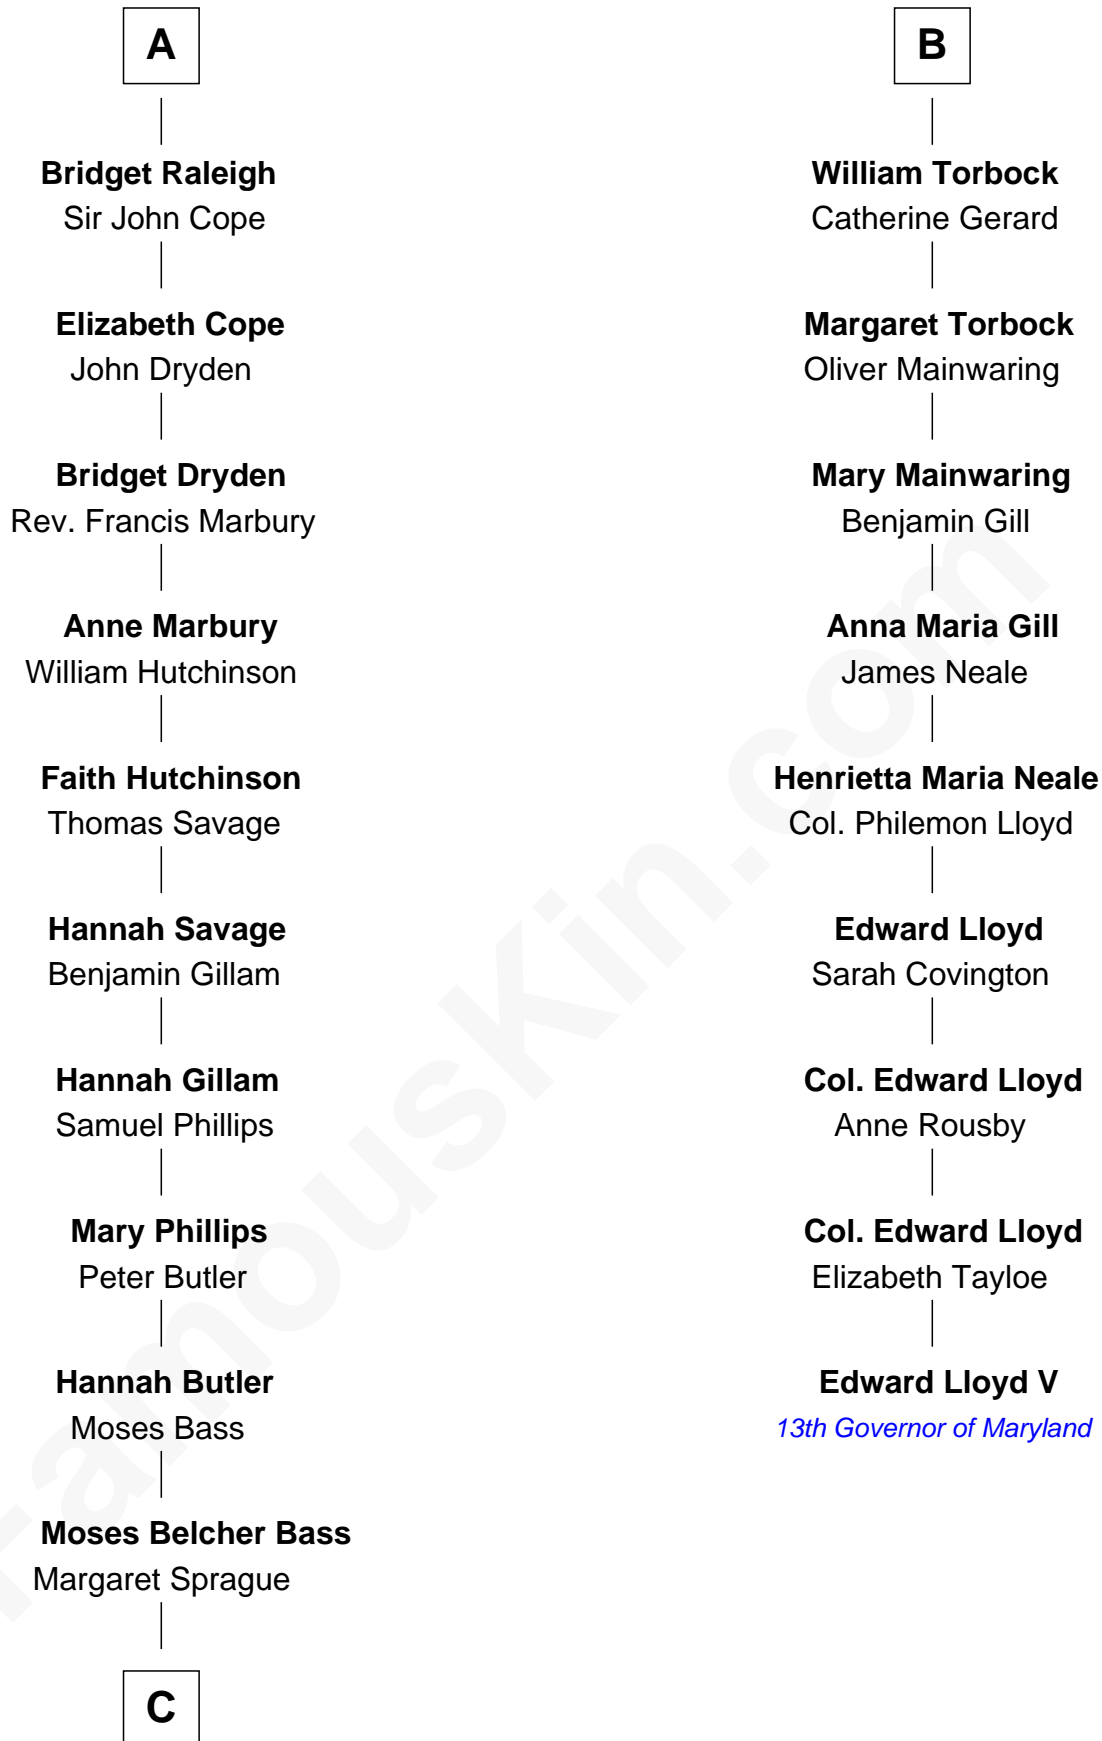 A
Bridget Raleigh
Sir John Cope
Elizabeth Cope
John Dryden
Bridget Dryden
Rev. Francis Marbury
Anne Marbury
William Hutchinson
Faith Hutchinson
Thomas Savage
Hannah Savage
Benjamin Gillam
Hannah Gillam
Samuel Phillips
Mary Phillips
Peter Butler
Hannah Butler
Moses Bass
Moses Belcher Bass
Margaret Sprague
C
B
William Torbock
Catherine Gerard
Margaret Torbock
Oliver Mainwaring
Mary Mainwaring
Benjamin Gill
Anna Maria Gill
James Neale
Henrietta Maria Neale
Col. Philemon Lloyd
Edward Lloyd
Sarah Covington
Col. Edward Lloyd
Anne Rousby
Col. Edward Lloyd
Elizabeth Tayloe
Edward Lloyd V
13th Governor of Maryland
FamousKin.com